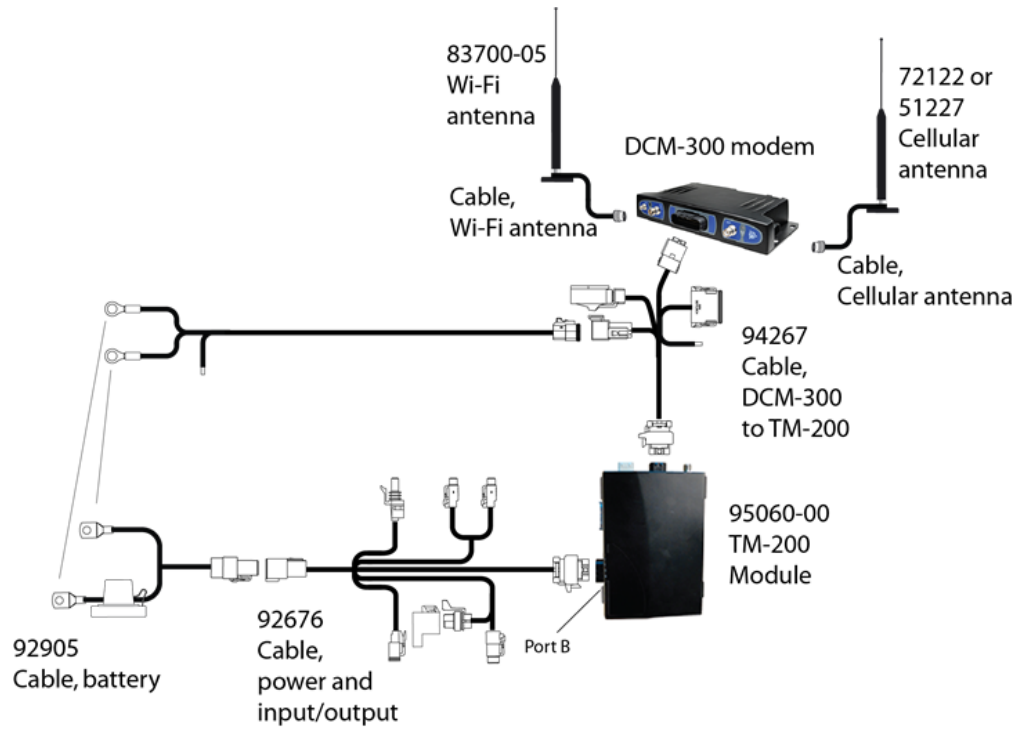 83700-05
Wi-Fi
antenna
72122 or
51227
Cellular
antenna
DCM-300 modem
Cable,
Wi-Fi antenna
Cable,
Cellular antenna
94267
Cable,
DCM-300
to TM-200
95060-00
TM-200
Module
Port B
92676
Cable,
power and
input/output
92905
Cable, battery